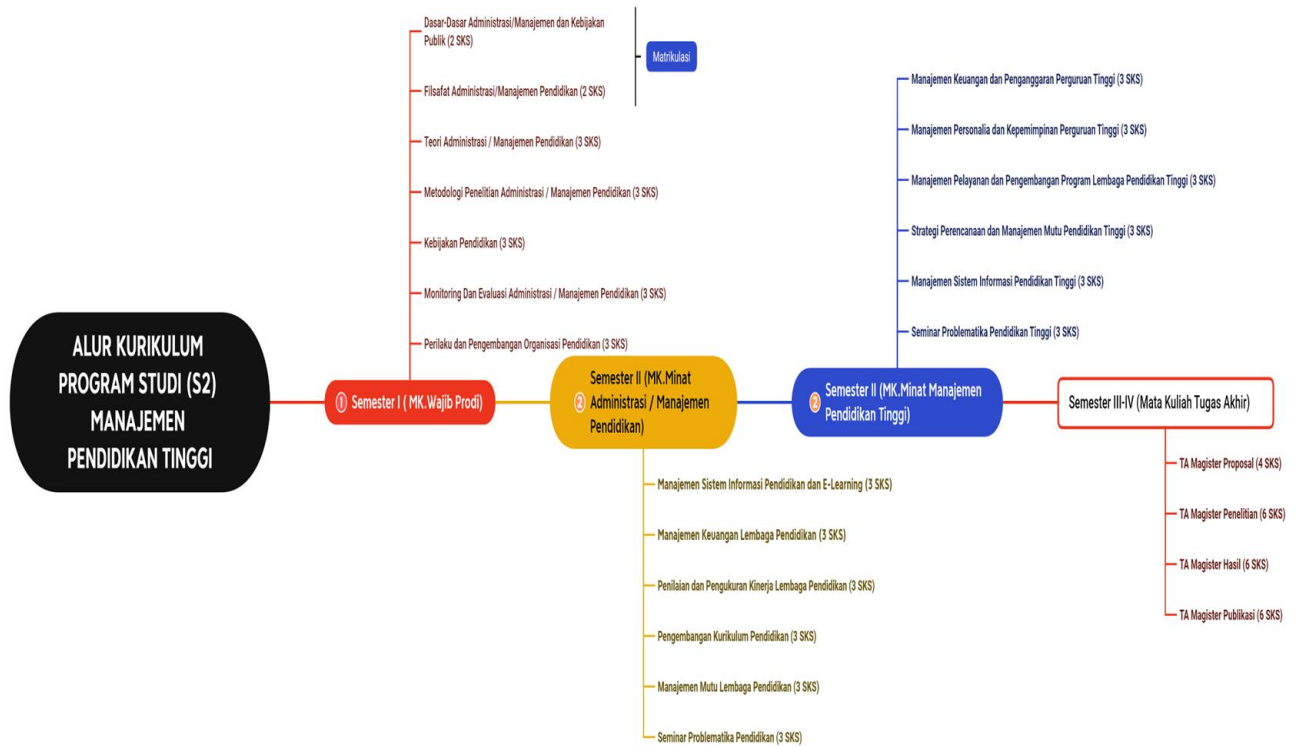 ALUR KURIKULUM
PROGRAM STUDI (S2)
MANAJEMEN
PENDIDIKAN TINGGI
① Semester I ( MK.Wajib Prodi)
Dasar-Dasar Administrasi/Manajemen dan Kebijakan
Publik (2 SKS)
Filsafat Administrasi/Manajemen Pendidikan (2 SKS)
Matrikulasi
Teori Administrasi / Manajemen Pendidikan (3 SKS)
Metodologi Penelitian Administrasi / Manajemen Pendidikan (3 SKS)
Kebijakan Pendidikan (3 SKS)
Monitoring Dan Evaluasi Administrasi / Manajemen Pendidikan (3 SKS)
Perilaku dan Pengembangan Organisasi Pendidikan (3 SKS)
② Semester II (MK.Minat
Administrasi / Manajemen
Pendidikan)
Manajemen Sistem Informasi Pendidikan dan E-Learning (3 SKS)
Manajemen Keuangan Lembaga Pendidikan (3 SKS)
Penilaian dan Pengukuran Kinerja Lembaga Pendidikan (3 SKS)
Pengembangan Kurikulum Pendidikan (3 SKS)
Manajemen Mutu Lembaga Pendidikan (3 SKS)
Seminar Problematika Pendidikan (3 SKS)
② Semester II (MK.Minat Manajemen
Pendidikan Tinggi)
Manajemen Keuangan dan Penganggaran Perguruan Tinggi (3 SKS)
Manajemen Personalia dan Kepemimpinan Perguruan Tinggi (3 SKS)
Manajemen Pelayanan dan Pengembangan Program Lembaga Pendidikan Tinggi (3 SKS)
Strategi Perencanaan dan Manajemen Mutu Pendidikan Tinggi (3 SKS)
Manajemen Sistem Informasi Pendidikan Tinggi (3 SKS)
Seminar Problematika Pendidikan Tinggi (3 SKS)
Semester III-IV (Mata Kuliah Tugas Akhir)
TA Magister Proposal (4 SKS)
TA Magister Penelitian (6 SKS)
TA Magister Hasil (6 SKS)
TA Magister Publikasi (6 SKS)